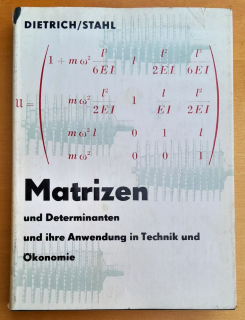 DIETRICH/STAHL
1 + mω² l³/6EI l l²/2EI l³/6EI
𝔘 = mω² l²/2EI 1 l/EI l²/2EI
mω² l 0 1 l
mω² 0 0 1
Matrizen
und Determinanten
und ihre Anwendung in Technik und
Ökonomie